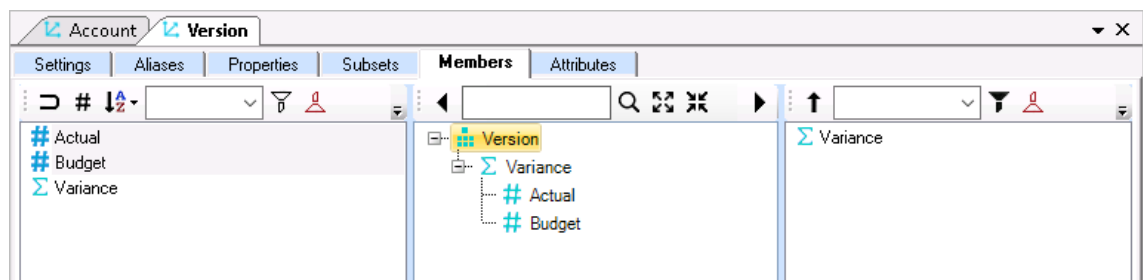 Account Version
Settings Aliases Properties Subsets Members Attributes
# Actual
# Budget
Σ Variance
Version
Σ Variance
# Actual
# Budget
Σ Variance